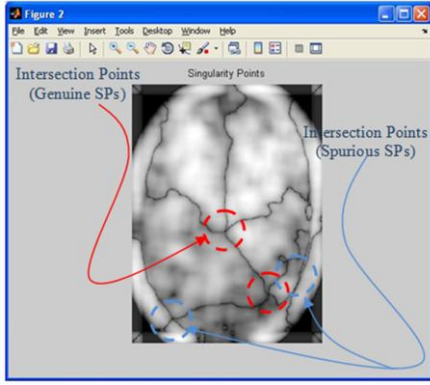 Figure 2
File Edit View Insert Tools Desktop Window Help
Singularity Points
Intersection Points
(Genuine SPs)
Intersection Points
(Spurious SPs)